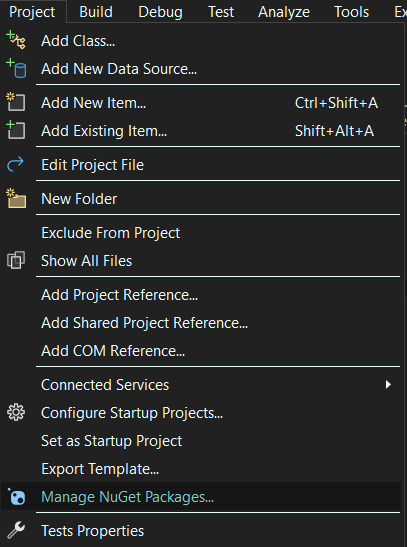 Project Build Debug Test Analyze Tools
Add Class...
Add New Data Source...
Add New Item... Ctrl+Shift+A
Add Existing Item... Shift+Alt+A
Edit Project File
New Folder
Exclude From Project
Show All Files
Add Project Reference...
Add Shared Project Reference...
Add COM Reference...
Connected Services
Configure Startup Projects...
Set as Startup Project
Export Template...
Manage NuGet Packages...
Tests Properties